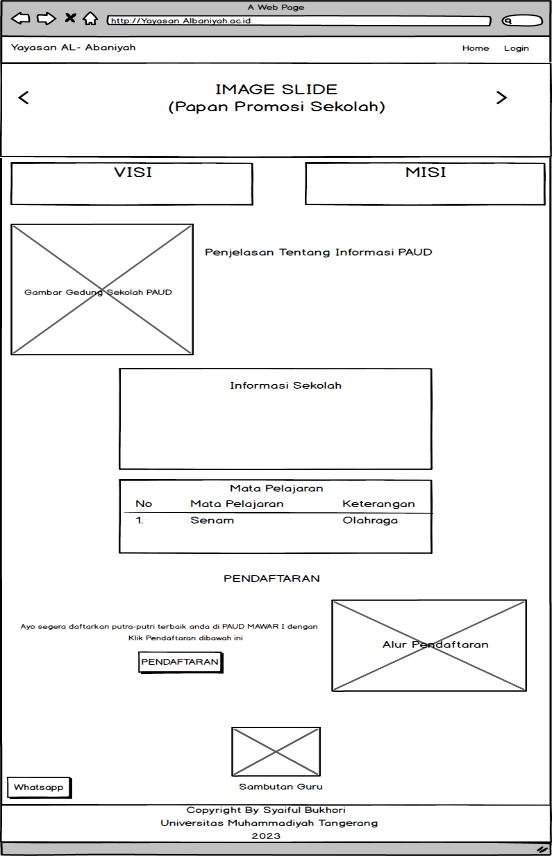 A Web Page
http://Yayasan Albaniyah.ac.id
Yayasan AL- Abaniyah
Home Login
IMAGE SLIDE
(Papan Promosi Sekolah)
VISI
MISI
Penjelasan Tentang Informasi PAUD
Gambar Gedung Sekolah PAUD
Informasi Sekolah
Mata Pelajaran
No Mata Pelajaran Keterangan
1. Senam Olahraga
PENDAFTARAN
Ayo segera daftarkan putra-putri terbaik anda di PAUD MAWAR I dengan
Klik Pendaftaran dibawah ini
PENDAFTARAN
Alur Pendaftaran
Sambutan Guru
Whatsapp
Copyright By Syaiful Bukhori
Universitas Muhammadiyah Tangerang
2023